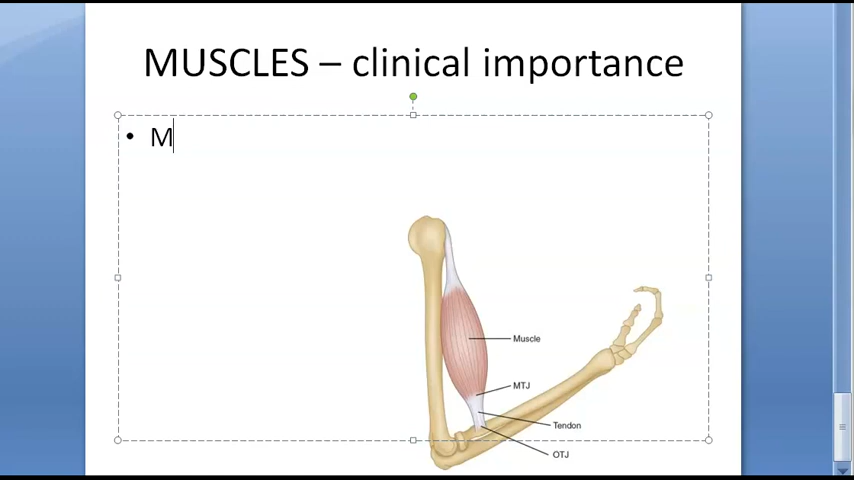 MUSCLES – clinical importance
• M
Muscle
MTJ
Tendon
OTJ